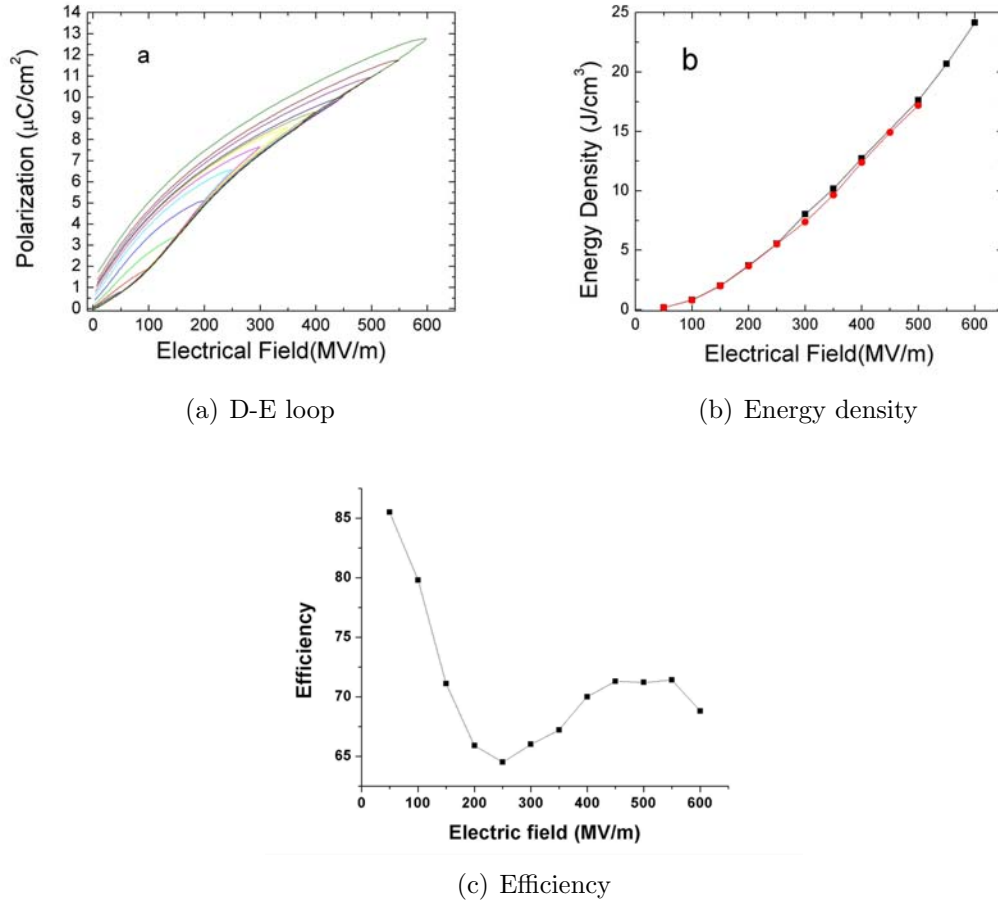 14
13
12
11
10
9
8
7
6
5
4
3
2
1
0
Polarization (μC/cm²)
a
0 100 200 300 400 500 600
Electrical Field(MV/m)
(a) D-E loop
25
20
15
10
5
0
Energy Density (J/cm³)
b
0 100 200 300 400 500 600
Electrical Field(MV/m)
(b) Energy density
85
80
75
70
65
Efficiency
0 100 200 300 400 500 600
Electric field (MV/m)
(c) Efficiency